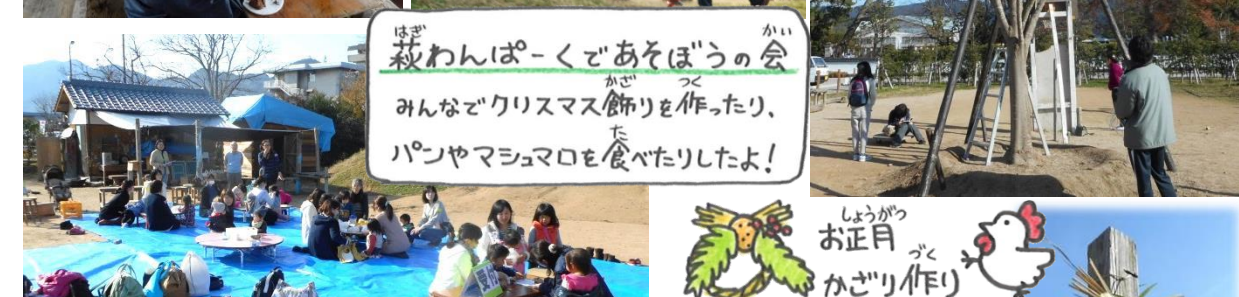 萩わんぱーくであそぼうの会
みんなでクリスマス飾りを作ったり、
パンやマシュマロを食べたりしたよ！
お正月
かざり作り
受付